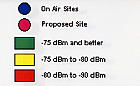 On Air Sites
Proposed Site
-75 dBm and better
-75 dBm to -80 dBm
-80 dBm to -90 dBm